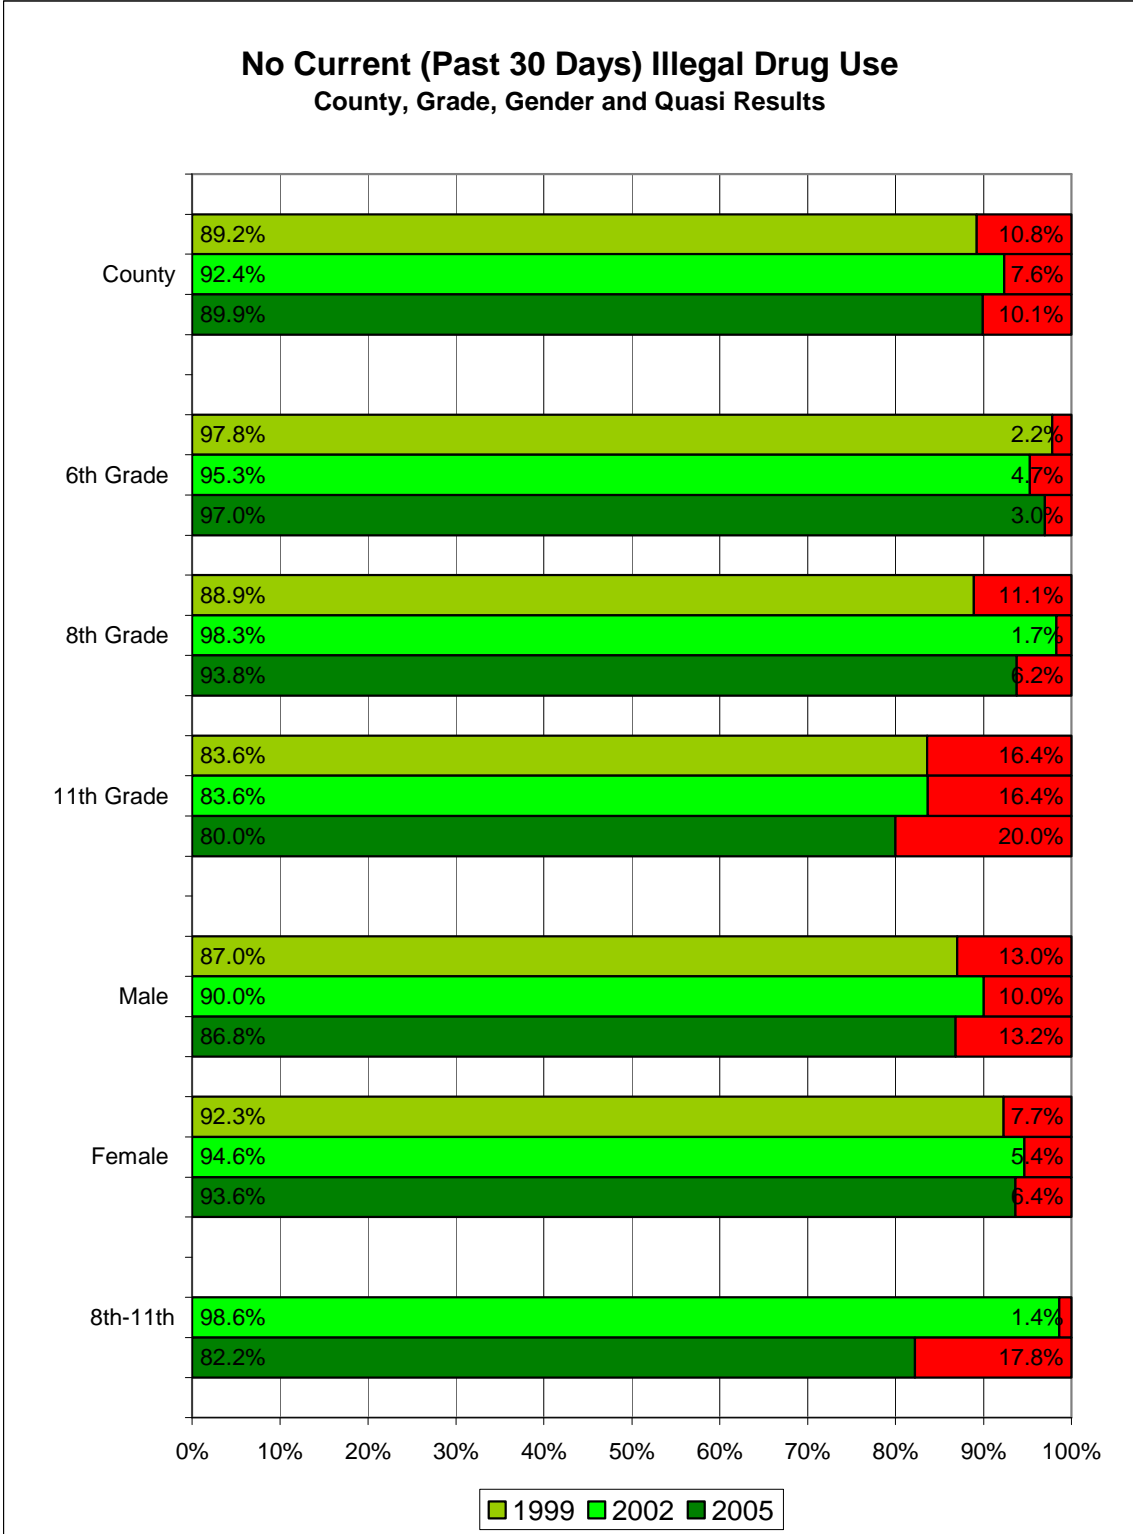 No Current (Past 30 Days) Illegal Drug Use
County, Grade, Gender and Quasi Results
89.2% 10.8%
County 92.4% 7.6%
89.9% 10.1%
97.8% 2.2%
6th Grade 95.3% 4.7%
97.0% 3.0%
88.9% 11.1%
8th Grade 98.3% 1.7%
93.8% 6.2%
83.6% 16.4%
11th Grade 83.6% 16.4%
80.0% 20.0%
87.0% 13.0%
Male 90.0% 10.0%
86.8% 13.2%
92.3% 7.7%
Female 94.6% 5.4%
93.6% 6.4%
8th-11th 98.6% 1.4%
82.2% 17.8%
0% 10% 20% 30% 40% 50% 60% 70% 80% 90% 100%
1999 2002 2005